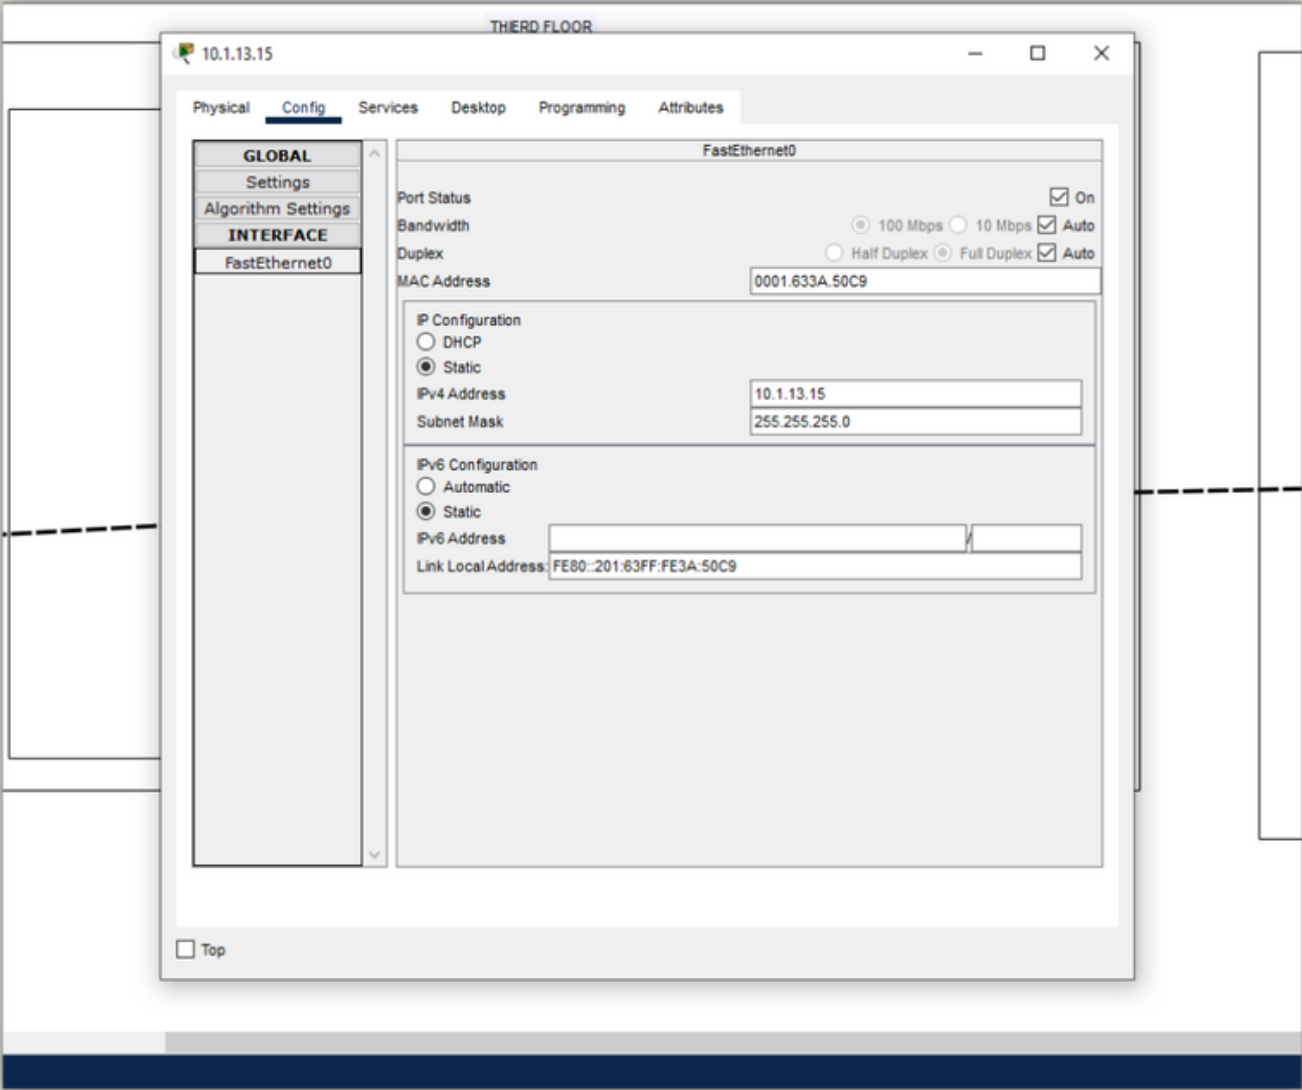 THIERD FLOOR
10.1.13.15
Physical Config Services Desktop Programming Attributes
GLOBAL
Settings
Algorithm Settings
INTERFACE
FastEthernet0
FastEthernet0
Port Status On
Bandwidth 100 Mbps 10 Mbps Auto
Duplex Half Duplex Full Duplex Auto
MAC Address 0001.633A.50C9
IP Configuration
DHCP
Static
IPv4 Address 10.1.13.15
Subnet Mask 255.255.255.0
IPv6 Configuration
Automatic
Static
IPv6 Address /
Link Local Address: FE80::201:63FF:FE3A:50C9
Top